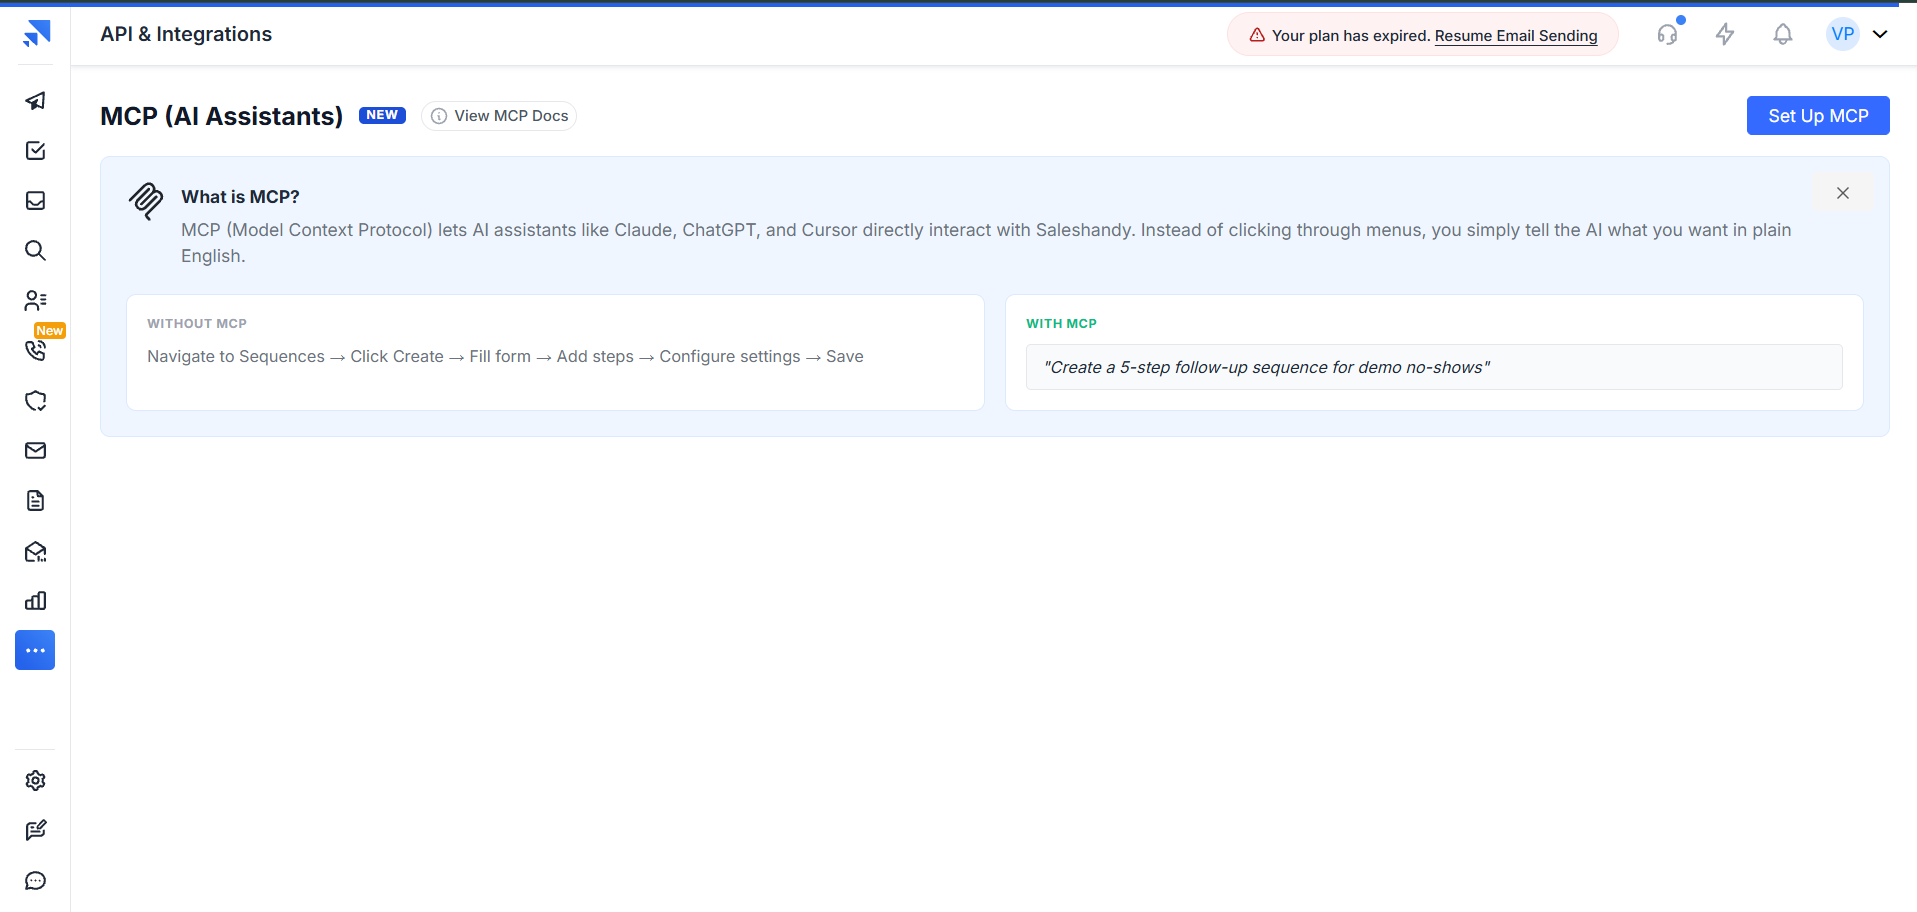 API & Integrations
Your plan has expired. Resume Email Sending
VP
MCP (AI Assistants)
NEW
View MCP Docs
Set Up MCP
What is MCP?
MCP (Model Context Protocol) lets AI assistants like Claude, ChatGPT, and Cursor directly interact with Saleshandy. Instead of clicking through menus, you simply tell the AI what you want in plain
English.
WITHOUT MCP
Navigate to Sequences → Click Create → Fill form → Add steps → Configure settings → Save
WITH MCP
"Create a 5-step follow-up sequence for demo no-shows"
New